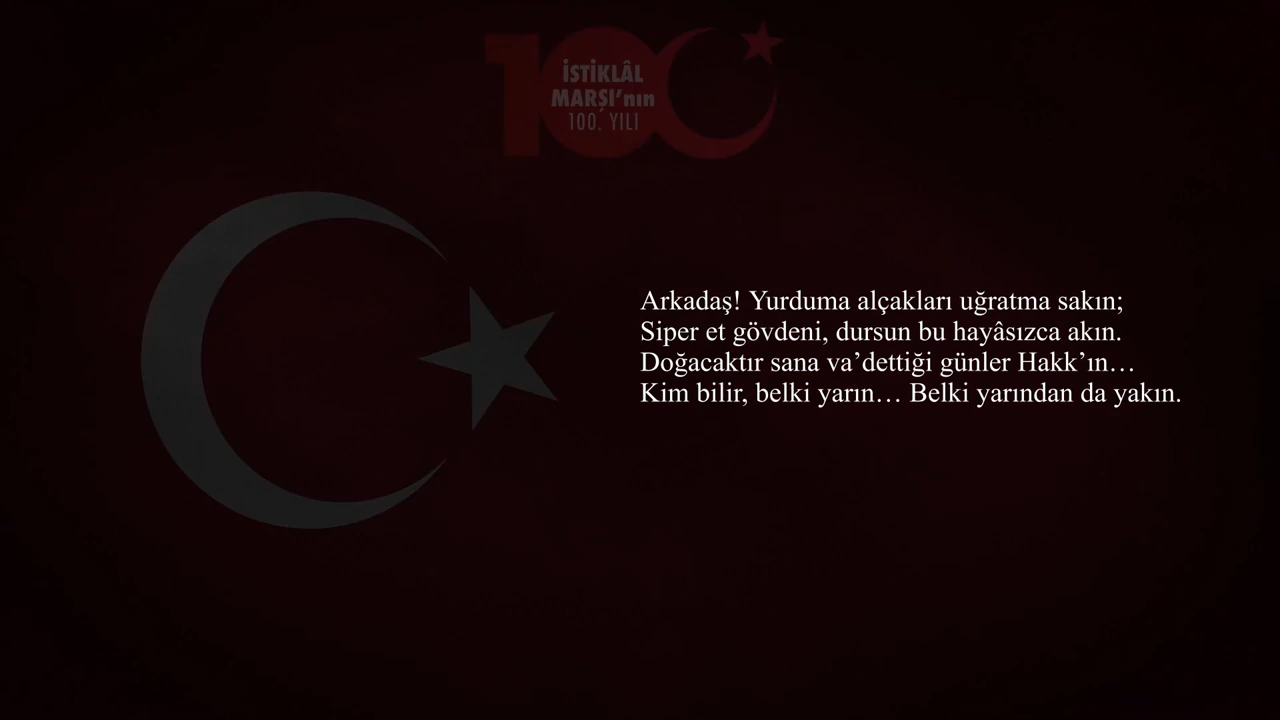 100
İSTİKLÂL
MARŞI’nın
100. YILI
Arkadaş! Yurduma alçakları uğratma sakın;
Siper et gövdeni, dursun bu hayâsızca akın.
Doğacaktır sana va’dettiği günler Hakk’ın…
Kim bilir, belki yarın… Belki yarından da yakın.